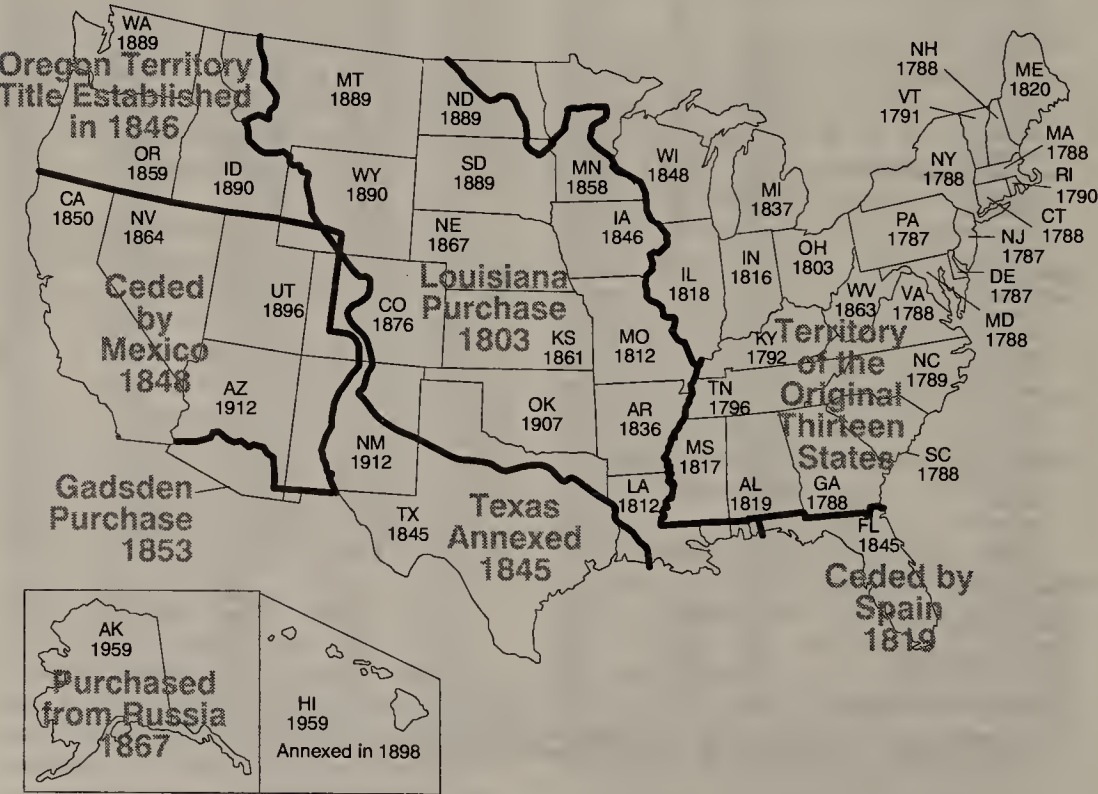 WA
1889
Oregon Territory
Title Established
in 1846
OR
1859
ID
1890
MT
1889
ND
1889
SD
1889
WY
1890
NE
1867
MN
1858
WI
1848
MI
1837
IA
1846
IL
1818
IN
1816
OH
1803
NH
1788
VT
1791
ME
1820
MA
1788
RI
1790
CT
1788
NY
1788
PA
1787
NJ
1787
DE
1787
MD
1788
WV
1863
VA
1788
KY
1792
Territory
of the
Original
Thirteen
States
NC
1789
TN
1796
SC
1788
CA
1850
NV
1864
Ceded
by
Mexico
1848
UT
1896
CO
1876
Louisiana
Purchase
1803
KS
1861
MO
1812
AZ
1912
NM
1912
OK
1907
AR
1836
MS
1817
LA
1812
AL
1819
GA
1788
FL
1845
Gadsden
Purchase
1853
TX
1845
Texas
Annexed
1845
Ceded by
Spain
1819
AK
1959
Purchased
from Russia
1867
HI
1959
Annexed in 1898